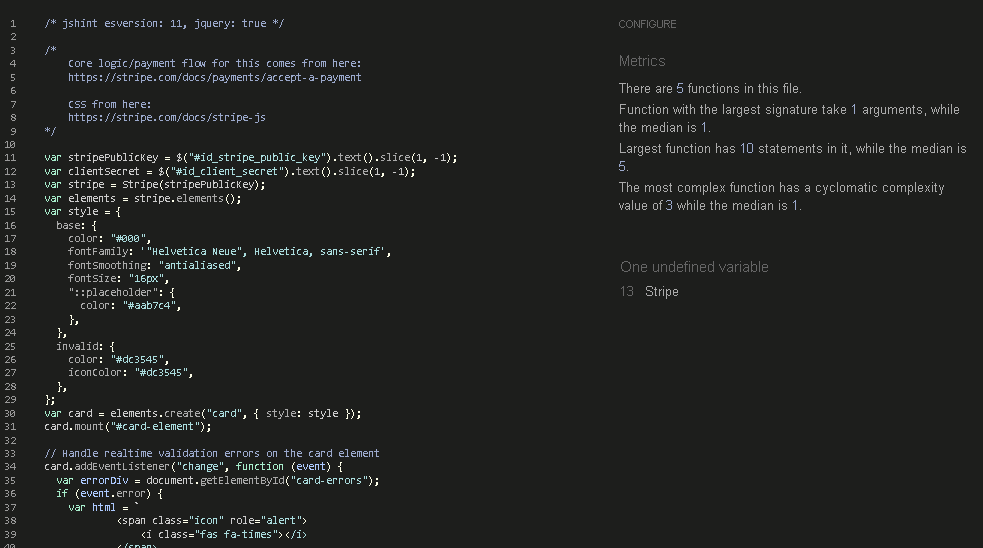 1 /* jshint esversion: 11, jquery: true */
2
3 /*
4 Core logic/payment flow for this comes from here:
5 https://stripe.com/docs/payments/accept-a-payment
6
7 CSS from here:
8 https://stripe.com/docs/stripe-js
9 */
10
11 var stripePublicKey = $("#id_stripe_public_key").text().slice(1, -1);
12 var clientSecret = $("#id_client_secret").text().slice(1, -1);
13 var stripe = Stripe(stripePublicKey);
14 var elements = stripe.elements();
15 var style = {
16 base: {
17 color: "#000",
18 fontFamily: '"Helvetica Neue", Helvetica, sans-serif',
19 fontSmoothing: "antialiased",
20 fontSize: "16px",
21 "::placeholder": {
22 color: "#aab7c4",
23 },
24 },
25 invalid: {
26 color: "#dc3545",
27 iconColor: "#dc3545",
28 },
29 };
30 var card = elements.create("card", { style: style });
31 card.mount("#card-element");
32
33 // Handle realtime validation errors on the card element
34 card.addEventListener("change", function (event) {
35 var errorDiv = document.getElementById("card-errors");
36 if (event.error) {
37 var html = `
38 <span class="icon" role="alert">
39 <i class="fas fa-times"></i>
40 </span>
CONFIGURE
Metrics
There are 5 functions in this file.
Function with the largest signature take 1 arguments, while
the median is 1.
Largest function has 10 statements in it, while the median is
5.
The most complex function has a cyclomatic complexity
value of 3 while the median is 1.
One undefined variable
13 Stripe